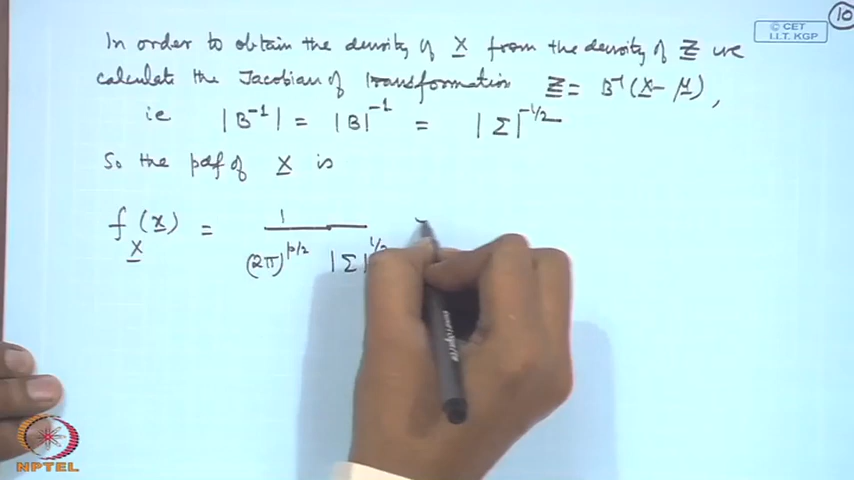 10
© CET
I.I.T. KGP
In order to obtain the density of X from the density of Z we
calculate the Jacobian of transformation Z = B⁻¹(X - μ),
ie |B⁻¹| = |B|⁻¹ = |Σ|^{-1/2}
So the pdf of X is
f_X(x) = 1 / ((2π)^{p/2} |Σ|^{1/2})
NPTEL